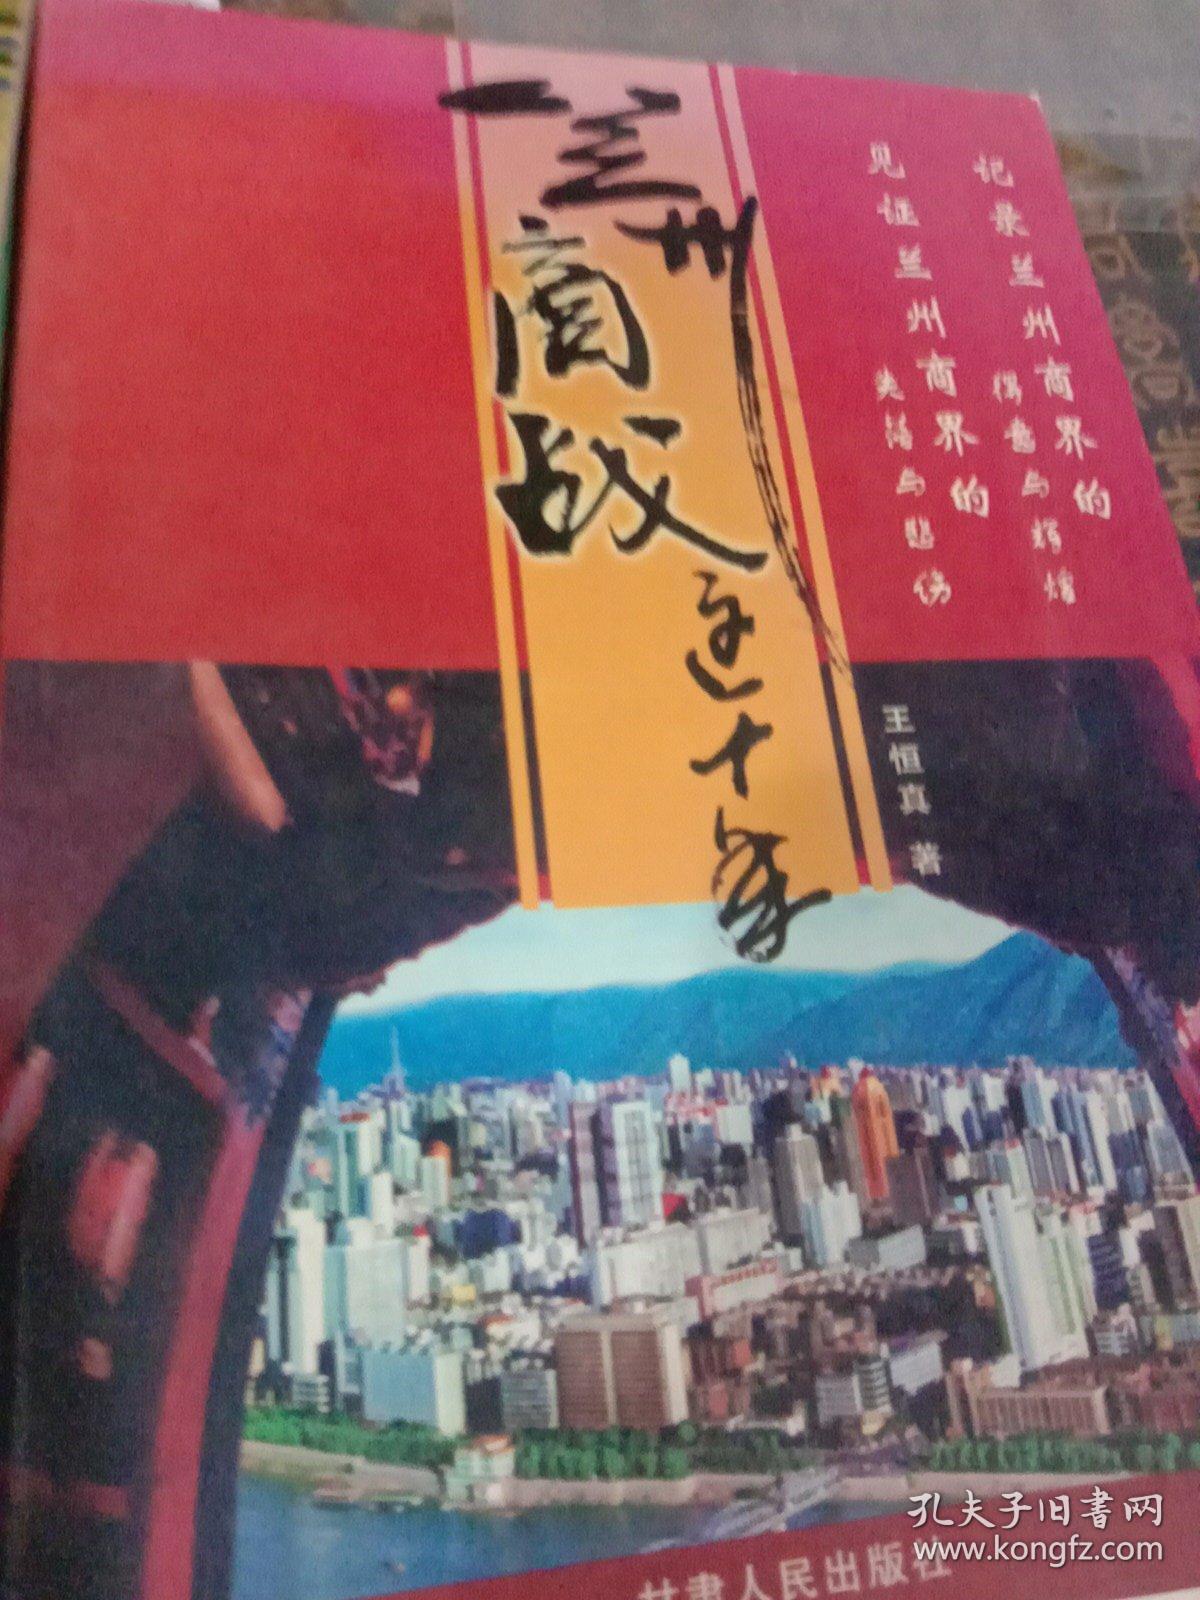 兰州商战这十年
记录兰州商界的
得意与辉煌
见证兰州商界的
失落与悲伤
王恒真 著
甘肃人民出版社
孔夫子旧书网
www.kongfz.com